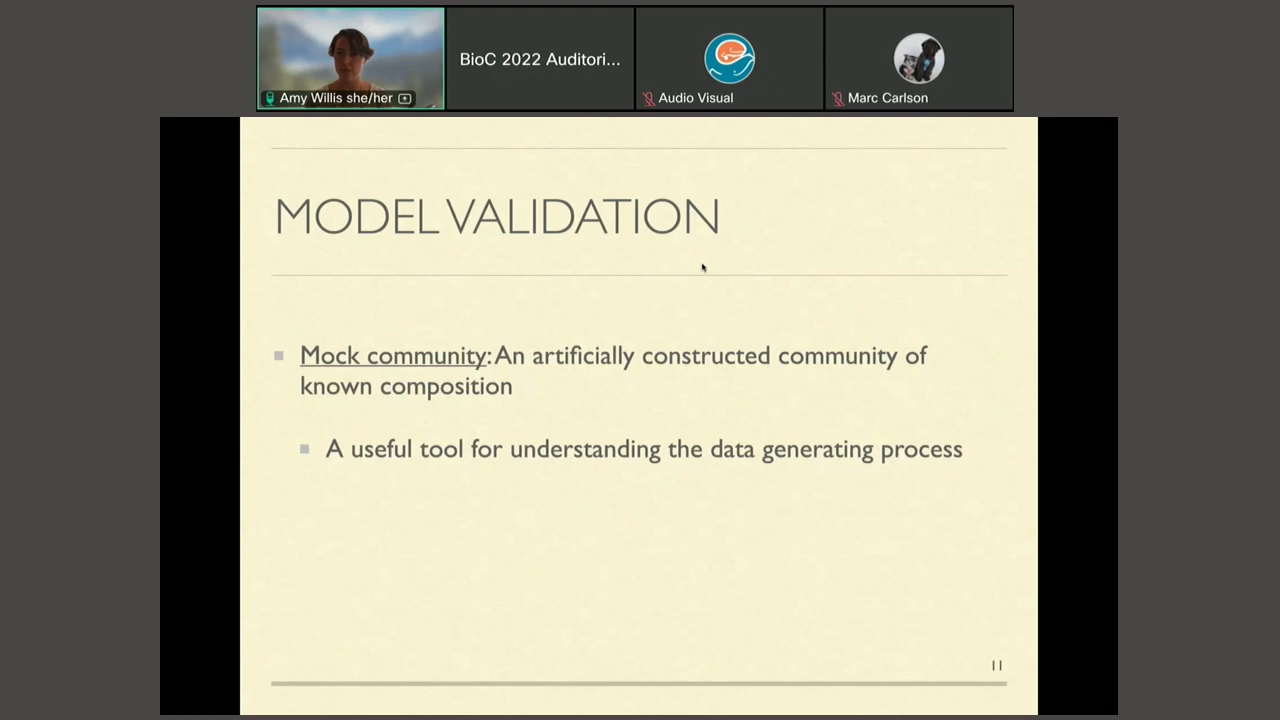 Amy Willis she/her
BioC 2022 Auditori...
Audio Visual
Marc Carlson
MODEL VALIDATION
Mock community: An artificially constructed community of
known composition
A useful tool for understanding the data generating process
11